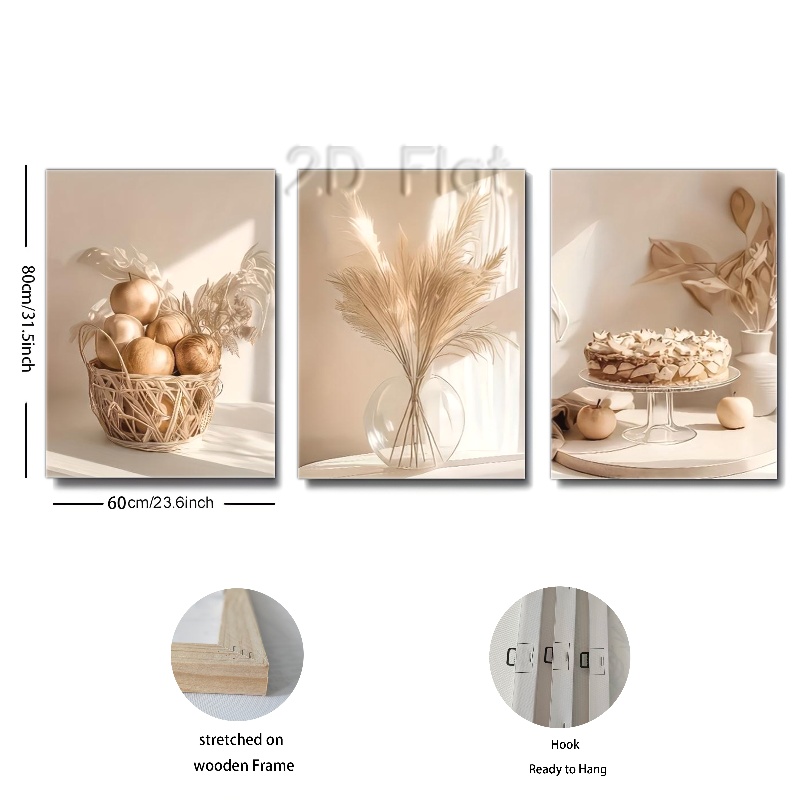 2D Flat
80cm/31.5inch
60cm/23.6inch
stretched on
wooden Frame
Hook
Ready to Hang